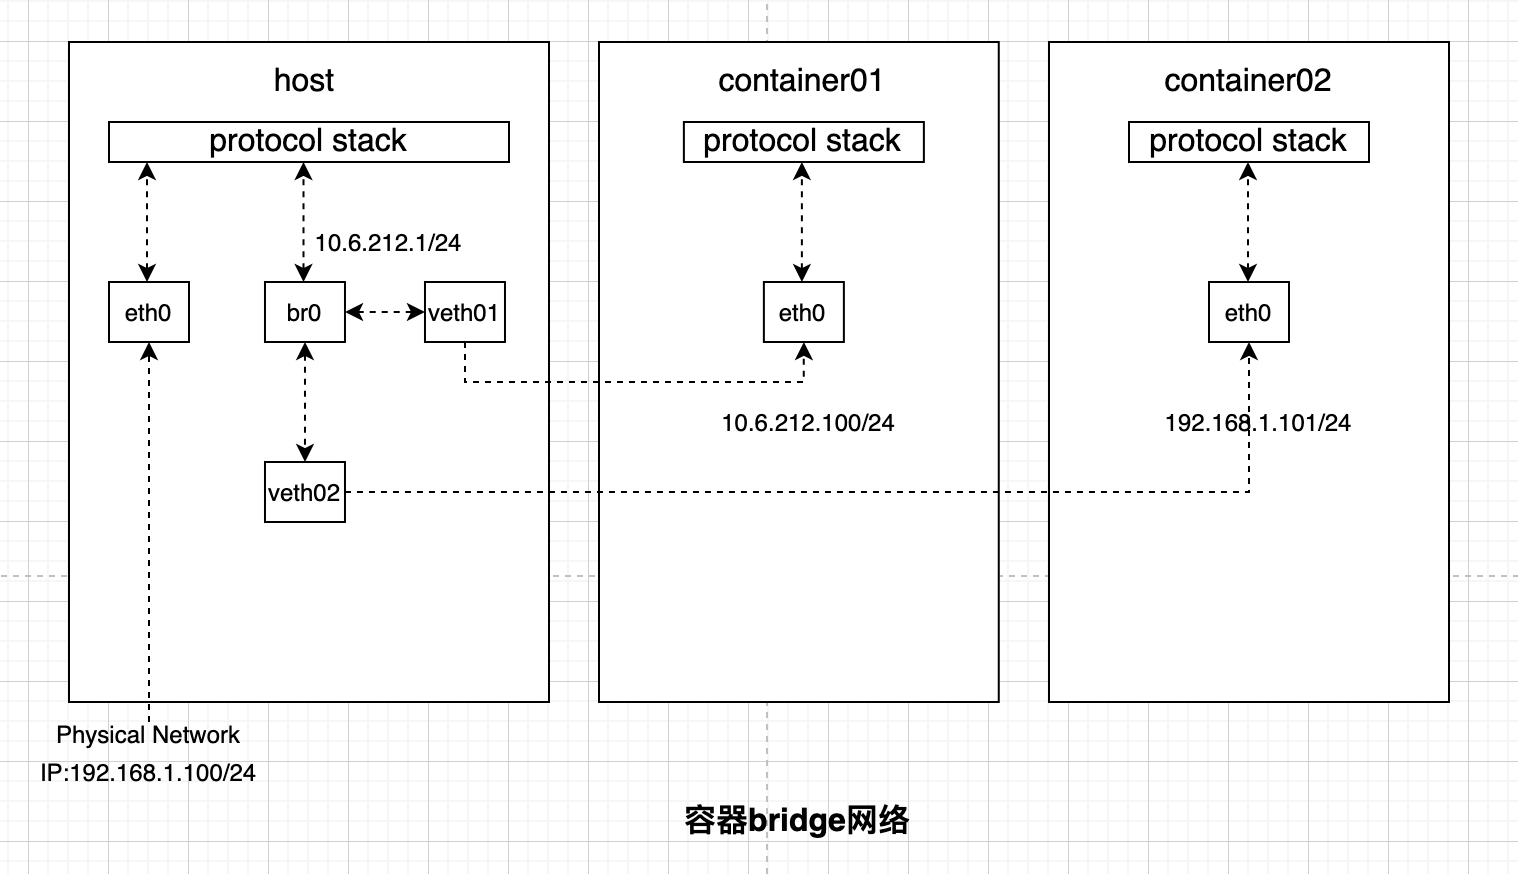 host
protocol stack
10.6.212.1/24
eth0
br0
veth01
veth02
Physical Network
IP:192.168.1.100/24
container01
protocol stack
eth0
10.6.212.100/24
container02
protocol stack
eth0
192.168.1.101/24
容器bridge网络